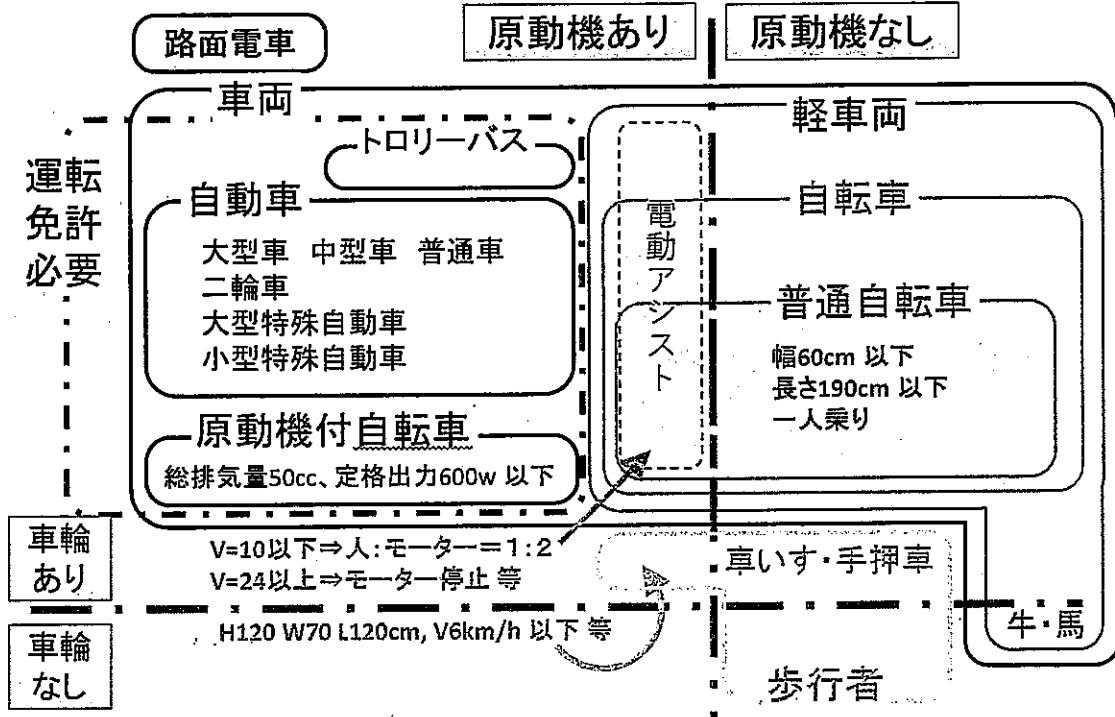 路面電車
原動機あり
原動機なし
車両
軽車両
トロリーバス
運転
免許
必要
自動車
大型車 中型車 普通車
二輪車
大型特殊自動車
小型特殊自動車
電動アシスト
自転車
普通自転車
幅60cm 以下
長さ190cm 以下
一人乗り
原動機付自転車
総排気量50cc、定格出力600w 以下
車輪
あり
V=10以下⇒人:モーター=1:2
V=24以上⇒モーター停止 等
車いす・手押車
H120 W70 L120cm, V6km/h 以下 等
牛・馬
車輪
なし
歩行者